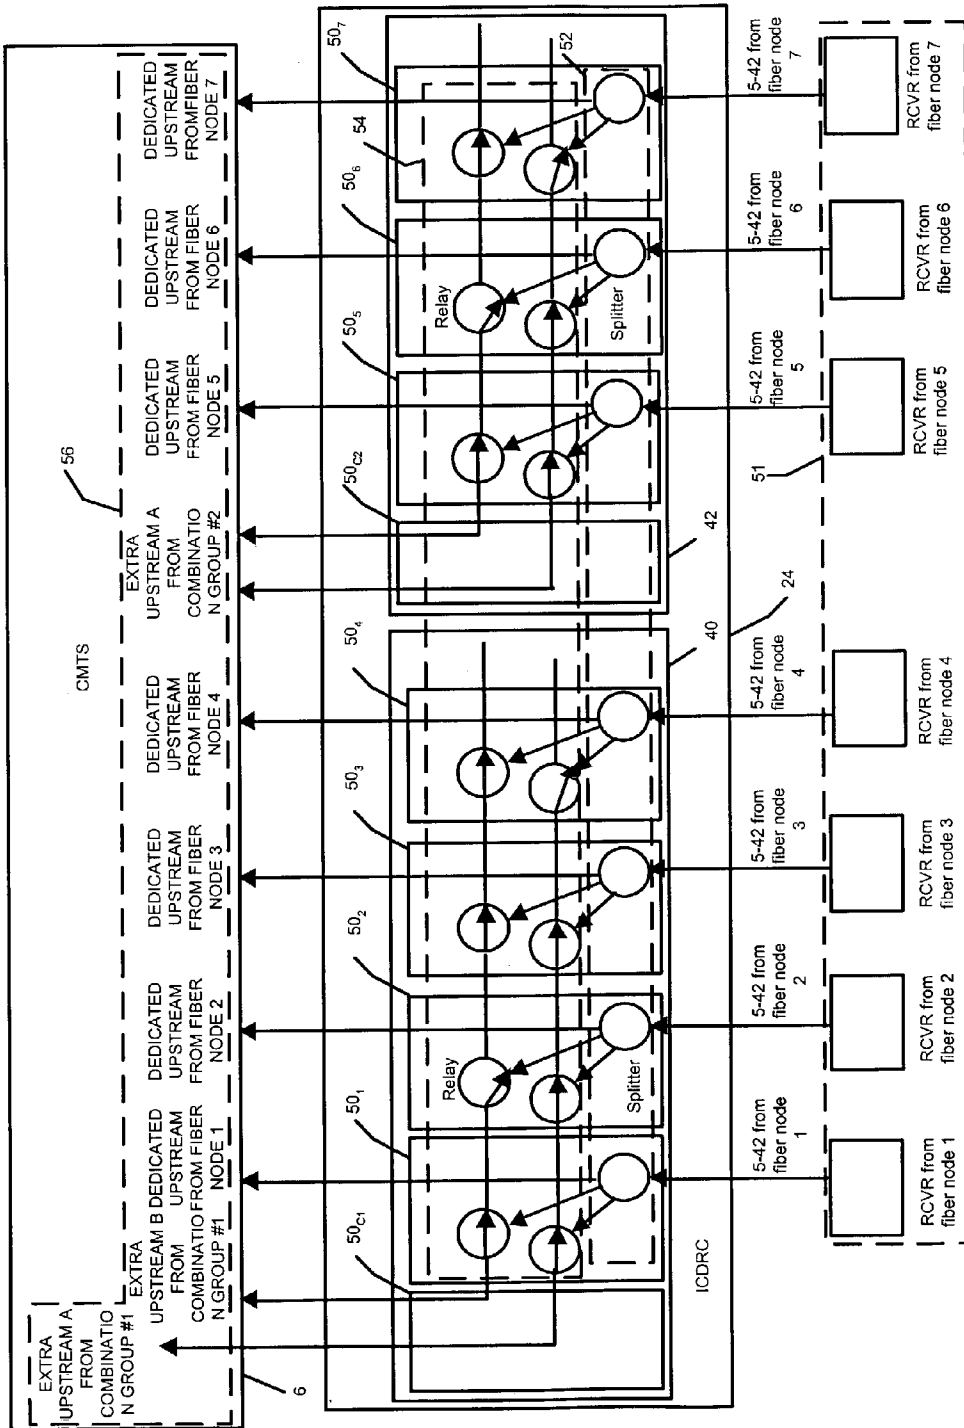 CMTS
56
6
EXTRA
UPSTREAM A
FROM
COMBINATIO
N GROUP #1
EXTRA
UPSTREAM B
FROM
COMBINATIO
N GROUP #1
DEDICATED
UPSTREAM
FROM FIBER
NODE 1
DEDICATED
UPSTREAM
FROM FIBER
NODE 2
DEDICATED
UPSTREAM
FROM FIBER
NODE 3
DEDICATED
UPSTREAM
FROM FIBER
NODE 4
EXTRA
UPSTREAM A
FROM
COMBINATIO
N GROUP #2
DEDICATED
UPSTREAM
FROM FIBER
NODE 5
DEDICATED
UPSTREAM
FROM FIBER
NODE 6
DEDICATED
UPSTREAM
FROMFIBER
NODE 7
50C1
501
502
503
504
50C2
505
506
54
507
52
Relay
Relay
Splitter
Splitter
ICDRC
40
24
42
5-42 from
fiber node
1
5-42 from
fiber node
2
5-42 from
fiber node
3
5-42 from
fiber node
4
5-42 from
fiber node
5
5-42 from
fiber node
6
5-42 from
fiber node
7
51
RCVR from
fiber node 1
RCVR from
fiber node 2
RCVR from
fiber node 3
RCVR from
fiber node 4
RCVR from
fiber node 5
RCVR from
fiber node 6
RCVR from
fiber node 7